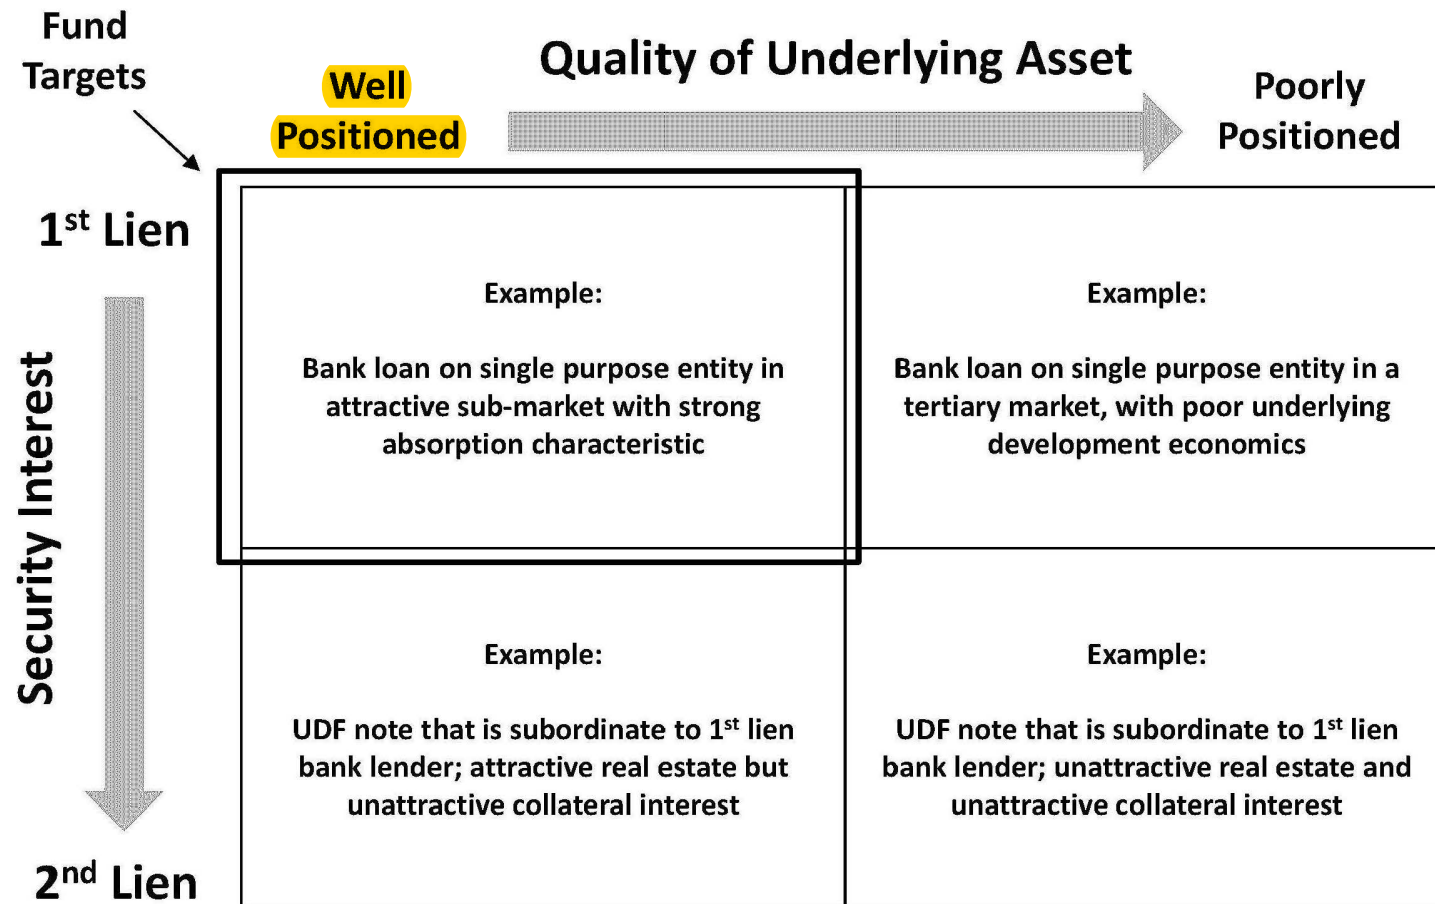 Fund
Targets
Quality of Underlying Asset
Well
Positioned
Poorly
Positioned
1st Lien
Security Interest
2nd Lien
Example:
Bank loan on single purpose entity in
attractive sub-market with strong
absorption characteristic
Example:
Bank loan on single purpose entity in a
tertiary market, with poor underlying
development economics
Example:
UDF note that is subordinate to 1st lien
bank lender; attractive real estate but
unattractive collateral interest
Example:
UDF note that is subordinate to 1st lien
bank lender; unattractive real estate and
unattractive collateral interest